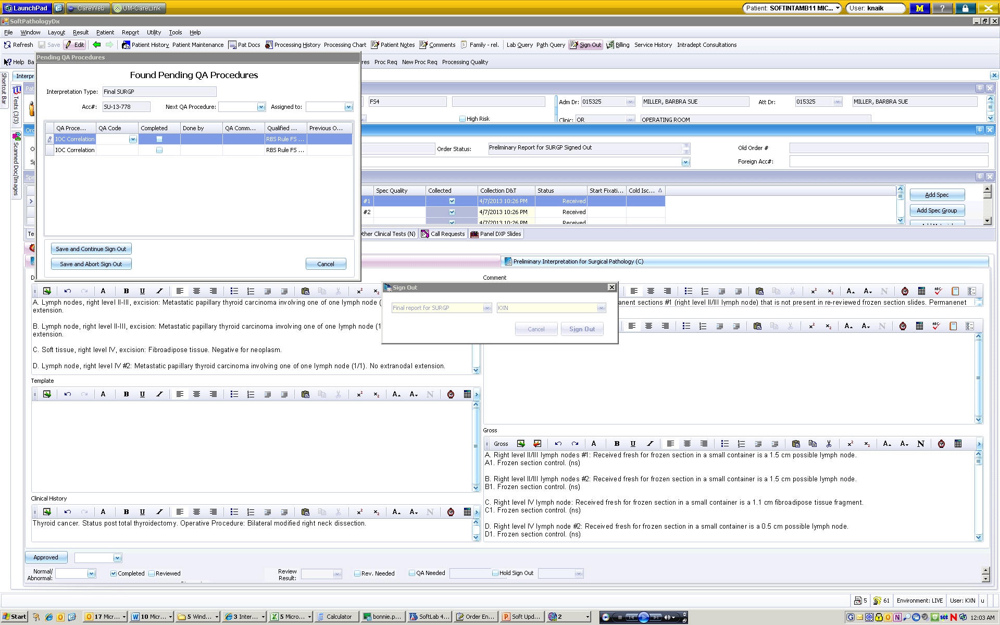 LaunchPad CareWeb UM-CareLink Patient: SOFTINTAMB11 MIC... User: knaik M ?
SoftPathologyDx
File Window Layout Result Patient Report Utility Tools Help
Refresh Save Edit Patient History Patient Maintenance Pat Docs Processing History Processing Chart Patient Notes Comments Family - rel. Lab Query Path Query Sign Out Billing Service History Intradept Consultations
Help Ba res Proc Req New Proc Req Processing Quality
Shortcut Bar
Tests (3/3)
Scanned Doc/Images
Interpr
Pending QA Procedures
Found Pending QA Procedures
Interpretation Type: Final SURGP
Acc#: SU-13-778 Next QA Procedure: Assigned to:
QA Proce... QA Code Completed Done by QA Comm... Qualified ... Previous O...
IOC Correlation RBS Rule FS ...
IOC Correlation RBS Rule FS ...
Save and Continue Sign Out
Save and Abort Sign Out Cancel
FS4 Adm Dr: 015325 MILLER, BARBRA SUE Att Dr: 015325 MILLER, BARBRA SUE
High Risk Clinic: OR OPERATING ROOM
Order Status: Preliminary Report for SURGP Signed Out Old Order #
Foreign Acc#:
Spec Quality Collected Collection D&T Status Start Fixati... Cold Isc...
#1 4/7/2013 10:26 PM Received
#2 4/7/2013 10:26 PM Received
4/7/2013 10:26 PM Received
Add Spec
Add Spec Group
Te ther Clinical Tests (N) Call Requests Panel DXP Slides
Preliminary Interpretation for Surgical Pathology (C)
D Comment
A. Lymph nodes, right level II-III, excision: Metastatic papillary thyroid carcinoma involving one of one lymph node (
extension.
B. Lymph node, right level II-III, excision: Metastatic papillary thyroid carcinoma involving one of one lymph node (1
extension.
C. Soft tissue, right level IV, excision: Fibroadipose tissue. Negative for neoplasm.
D. Lymph node, right level IV #2: Metastatic papillary thyroid carcinoma involving one of one lymph node (1/1). No extranodal extension.
anent sections #1 (right level II/III lymph node) that is not present in re-reviewed frozen section slides. Permanenet
Sign Out
Final report for SURGP KXN
Cancel Sign Out
Template
Clinical History
Thyroid cancer. Status post total thyroidectomy. Operative Procedure: Bilateral modified right neck dissection.
Gross
Gross
A. Right level II/III lymph nodes #1: Received fresh for frozen section in a small container is a 1.5 cm possible lymph node.
A1. Frozen section control. (ns)
B. Right level II/III lymph nodes #2: Received fresh for frozen section in a small container is a 1.5 cm possible lymph node.
B1. Frozen section control. (ns)
C. Right level IV lymph node: Received fresh for frozen section in a small container is a 1.1 cm fibroadipose tissue fragment.
C1. Frozen section control. (ns)
D. Right level IV lymph node #2: Received fresh for frozen section in a small container is a 0.5 cm possible lymph node.
D1. Frozen section control. (ns)
Approved
Normal/ Abnormal: Completed Reviewed Review Result: Rev. Needed QA Needed Hold Sign Out
5 61 Environment: LIVE User: KXN u
Start 17 Micr... 10 Micr... 5 Wind... 3 Inter... 5 Micro... Calculator bonnie.p... SoftLab 4... Order En... Soft Upd... 2 12:03 AM